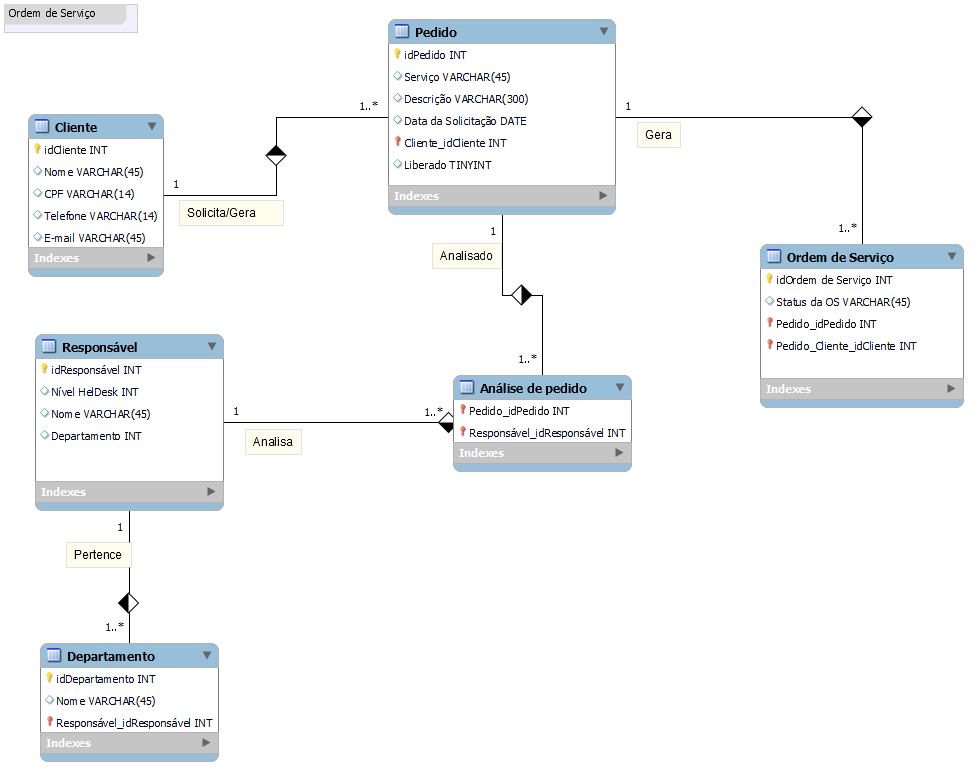 Ordem de Serviço
Pedido
idPedido INT
Serviço VARCHAR(45)
Descrição VARCHAR(300)
Data da Solicitação DATE
Cliente_idCliente INT
Liberado TINYINT
Indexes
1..*
1
Gera
Cliente
idCliente INT
Nome VARCHAR(45)
CPF VARCHAR(14)
Telefone VARCHAR(14)
E-mail VARCHAR(45)
Indexes
1
Solicita/Gera
1
Analisado
1..*
1..*
Ordem de Serviço
idOrdem de Serviço INT
Status da OS VARCHAR(45)
Pedido_idPedido INT
Pedido_Cliente_idCliente INT
Indexes
Responsável
idResponsável INT
Nível HelDesk INT
Nome VARCHAR(45)
Departamento INT
Indexes
1
Analisa
1..*
Análise de pedido
Pedido_idPedido INT
Responsável_idResponsável INT
Indexes
1
Pertence
1..*
Departamento
idDepartamento INT
Nome VARCHAR(45)
Responsável_idResponsável INT
Indexes